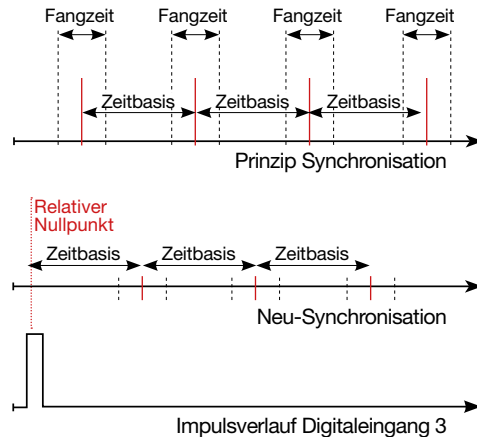 Fangzeit Fangzeit Fangzeit Fangzeit
Zeitbasis Zeitbasis Zeitbasis
Prinzip Synchronisation
Relativer
Nullpunkt
Zeitbasis Zeitbasis Zeitbasis
Neu-Synchronisation
Impulsverlauf Digitaleingang 3